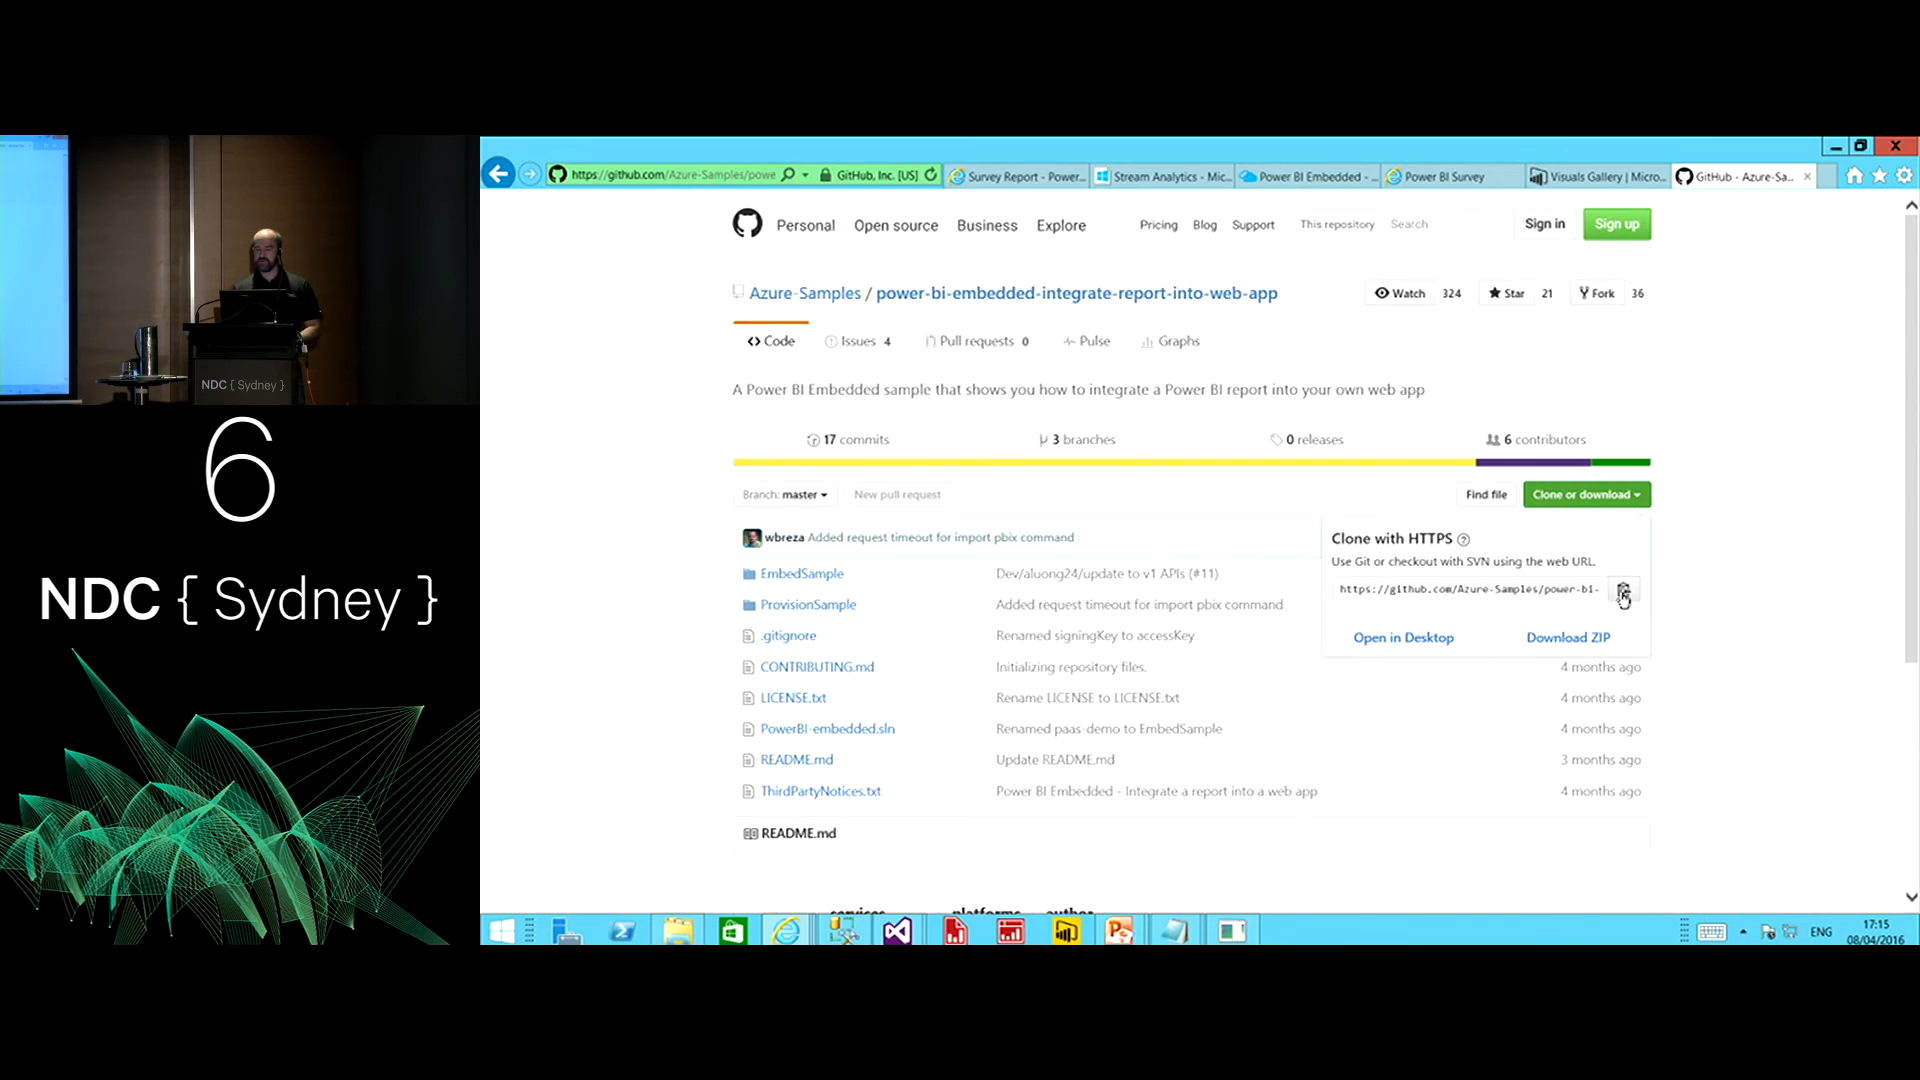 NDC { Sydney }
6
NDC { Sydney }
https://github.com/Azure-Samples/powe
GitHub, Inc. [US]
Survey Report - Power...
Stream Analytics - Mic...
Power BI Embedded - ...
Power BI Survey
Visuals Gallery | Micro...
GitHub - Azure-Sa...
Personal Open source Business Explore Pricing Blog Support This repository Search Sign in Sign up
Azure-Samples / power-bi-embedded-integrate-report-into-web-app
Watch 324 Star 21 Fork 36
Code Issues 4 Pull requests 0 Pulse Graphs
A Power BI Embedded sample that shows you how to integrate a Power BI report into your own web app
17 commits 3 branches 0 releases 6 contributors
Branch: master New pull request Find file Clone or download
wbreza Added request timeout for import pbix command
Clone with HTTPS
Use Git or checkout with SVN using the web URL.
https://github.com/Azure-Samples/power-bi-
Open in Desktop Download ZIP
EmbedSample Dev/aluong24/update to v1 APIs (#11)
ProvisionSample Added request timeout for import pbix command
.gitignore Renamed signingKey to accessKey
CONTRIBUTING.md Initializing repository files. 4 months ago
LICENSE.txt Rename LICENSE to LICENSE.txt 4 months ago
PowerBI-embedded.sln Renamed paas-demo to EmbedSample 4 months ago
README.md Update README.md 3 months ago
ThirdPartyNotices.txt Power BI Embedded - Integrate a report into a web app 4 months ago
README.md
services platforms author
ENG
17:15
08/04/2016